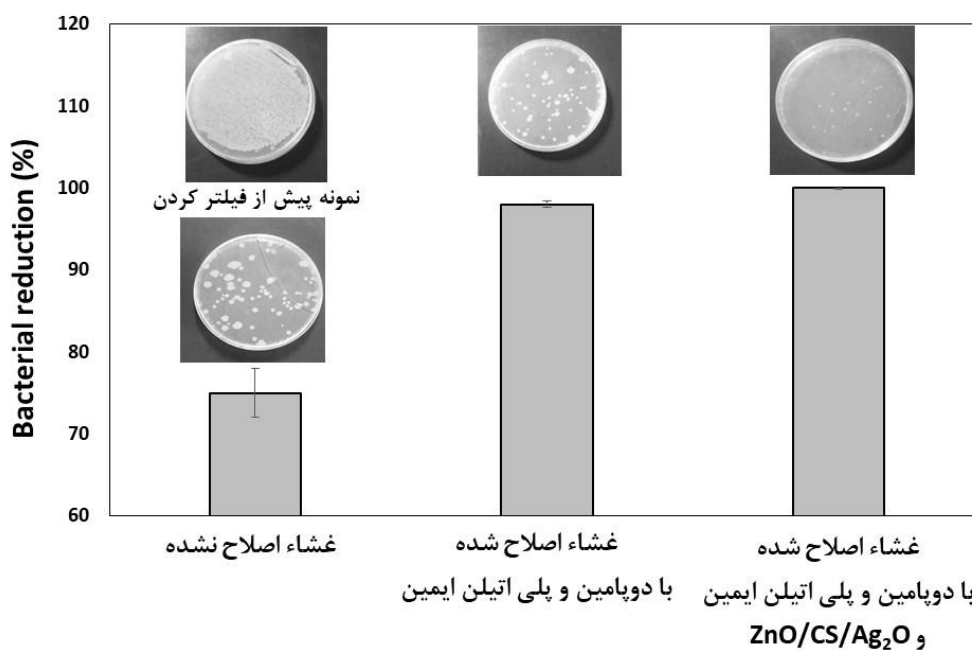 Bacterial reduction (%)
120
110
100
90
80
70
60
نمونه پیش از فیلتر کردن
غشاء اصلاح نشده
غشاء اصلاح شده
با دوپامین و پلی اتیلن ایمین
غشاء اصلاح شده
با دوپامین و پلی اتیلن ایمین
و ZnO/CS/Ag₂O